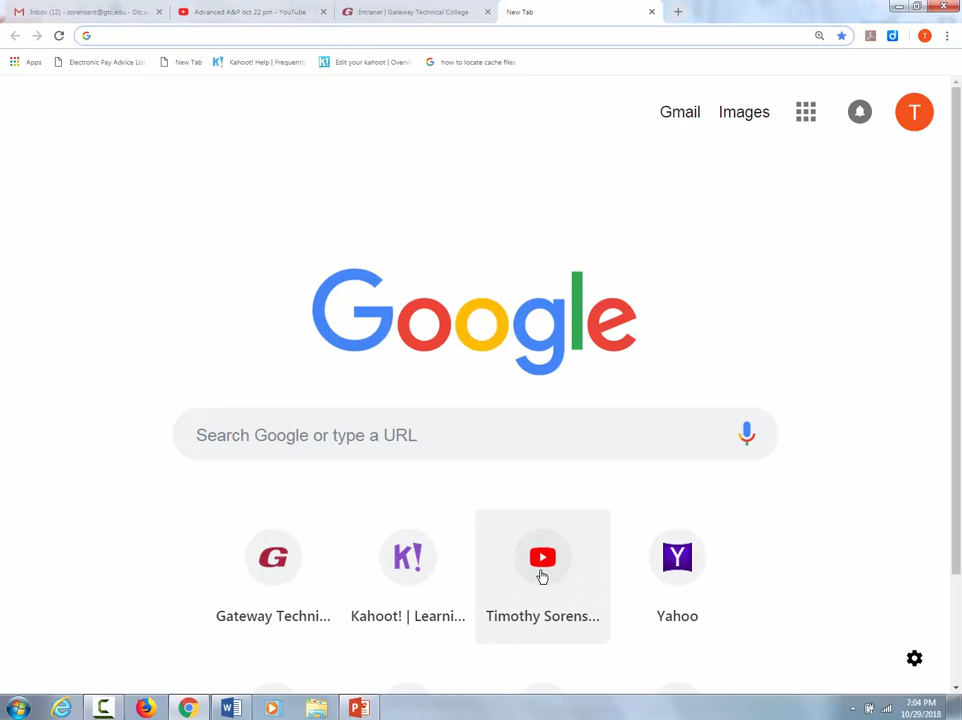 Inbox (12) - sorensent@gtc.edu - Gtc.e
Advanced A&P oct 22 pm - YouTube
Intranet | Gateway Technical College
New Tab
Apps
Electronic Pay Advice List
New Tab
Kahoot! Help | Frequently
Edit your kahoot | Overv
how to locate cache files
Gmail
Images
T
Google
Search Google or type a URL
Gateway Techni...
Kahoot! | Learni...
Timothy Sorens...
Yahoo
7:04 PM
10/29/2018